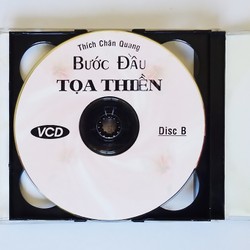 Thích Chân Quang
BƯỚC ĐẦU
TỌA THIỀN
VCD
Disc B